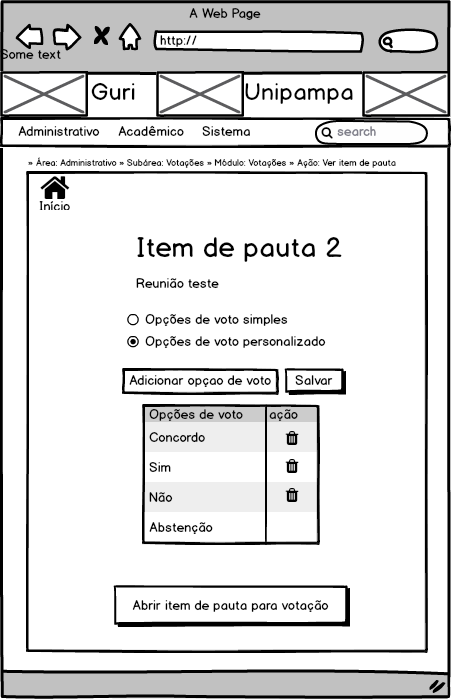 A Web Page
http://
Some text
Guri
Unipampa
Administrativo Acadêmico Sistema search
» Área: Administrativo » Subárea: Votações » Módulo: Votações » Ação: Ver item de pauta
Início
Item de pauta 2
Reunião teste
Opções de voto simples
Opções de voto personalizado
Adicionar opçao de voto Salvar
Opções de voto ação
Concordo
Sim
Não
Abstenção
Abrir item de pauta para votação